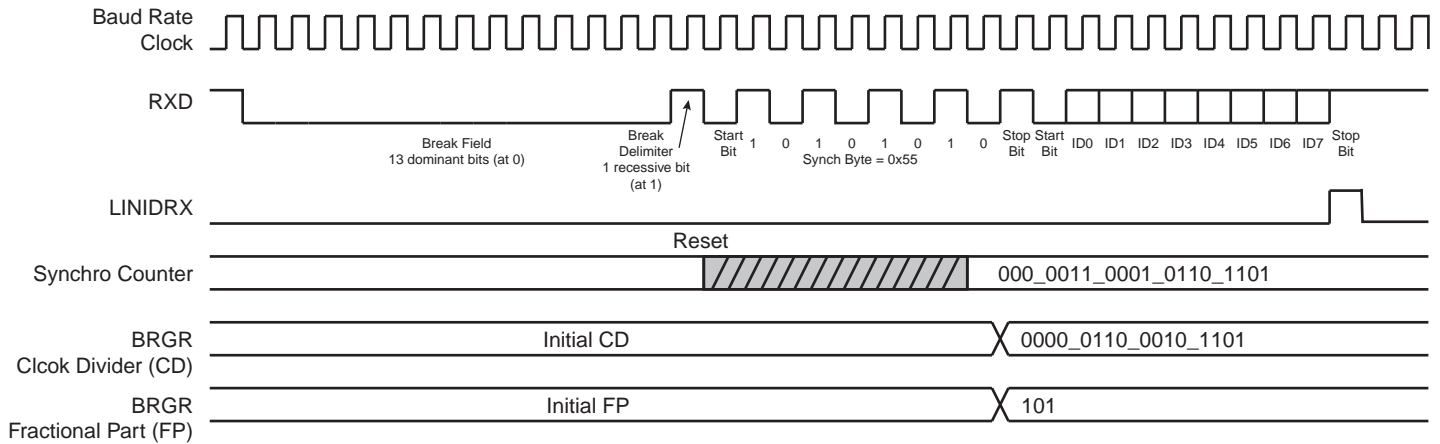 Baud Rate
Clock
RXD
Break Field
13 dominant bits (at 0)
Break
Delimiter
1 recessive bit
(at 1)
Start
Bit
1 0 1 0 1 0 1 0
Synch Byte = 0x55
Stop
Bit
Start
Bit
ID0 ID1 ID2 ID3 ID4 ID5 ID6 ID7
Stop
Bit
LINIDRX
Reset
Synchro Counter
000_0011_0001_0110_1101
BRGR
Clcok Divider (CD)
Initial CD
0000_0110_0010_1101
BRGR
Fractional Part (FP)
Initial FP
101